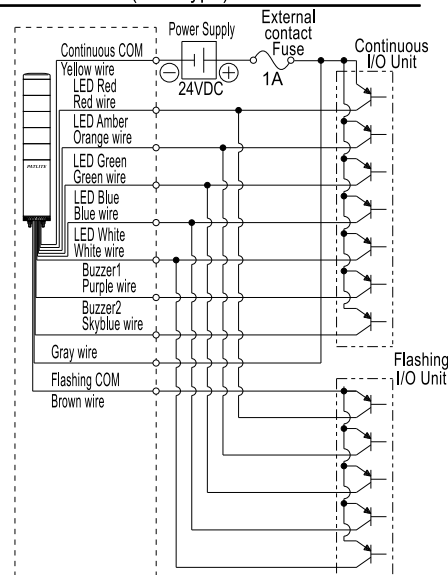 Power Supply
External
contact
Fuse
24VDC
1A
Continuous
I/O Unit
Continuous COM
Yellow wire
LED Red
Red wire
LED Amber
Orange wire
LED Green
Green wire
LED Blue
Blue wire
LED White
White wire
Buzzer1
Purple wire
Buzzer2
Skyblue wire
Gray wire
Flashing COM
Brown wire
Flashing
I/O Unit
PATLITE